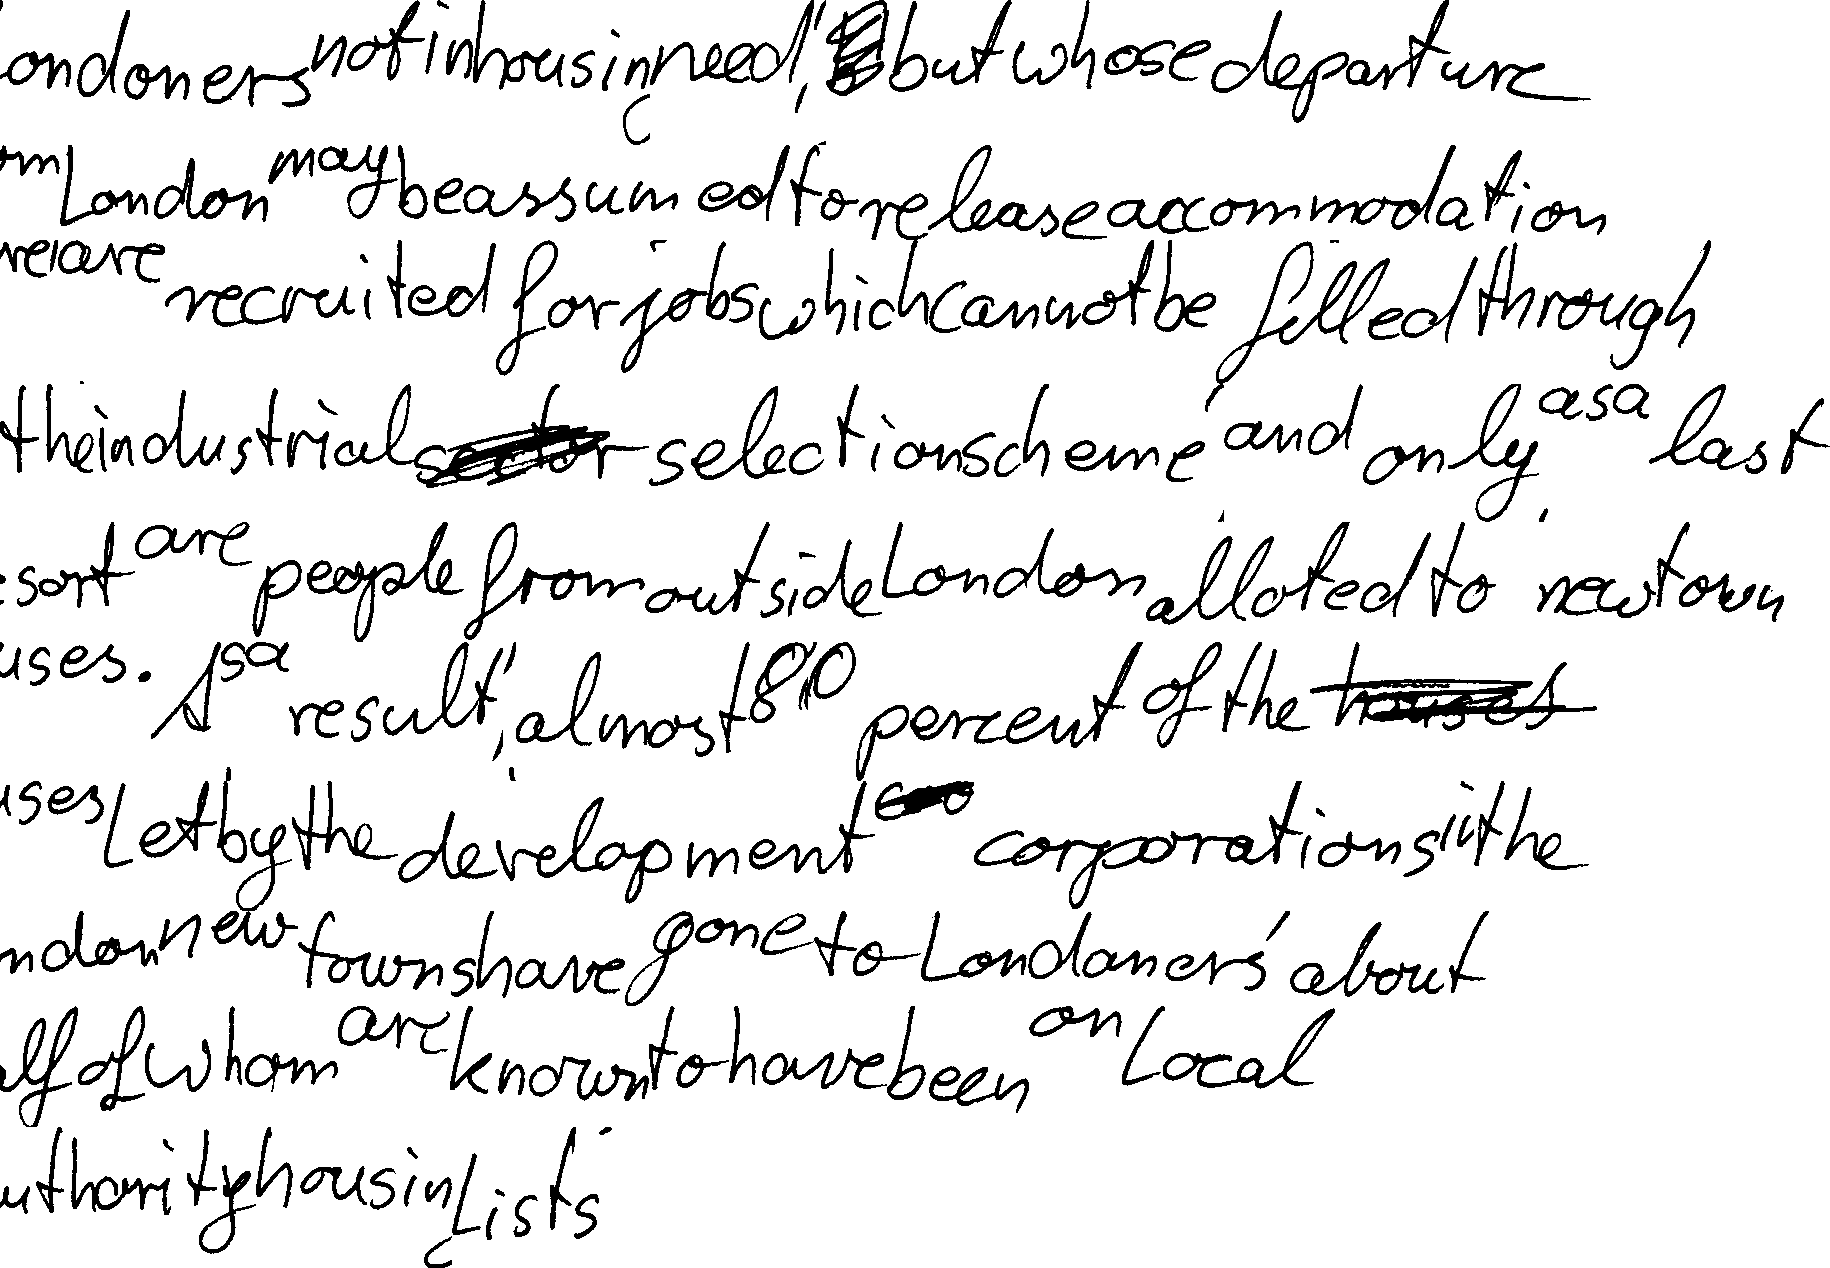 ondoners not in housing need, but whose departure
om London may be assumed to release accommodation
are recruited for jobs which cannot be filled through
the industrial selection scheme and only as a last
esort are people from outside London alloted to new town
uses. As a result, almost 80 percent of the houses
uses Let by the development corporations in the
ndon new towns have gone to Londoners about
alf of whom are known to have been on Local
uthority housing Lists